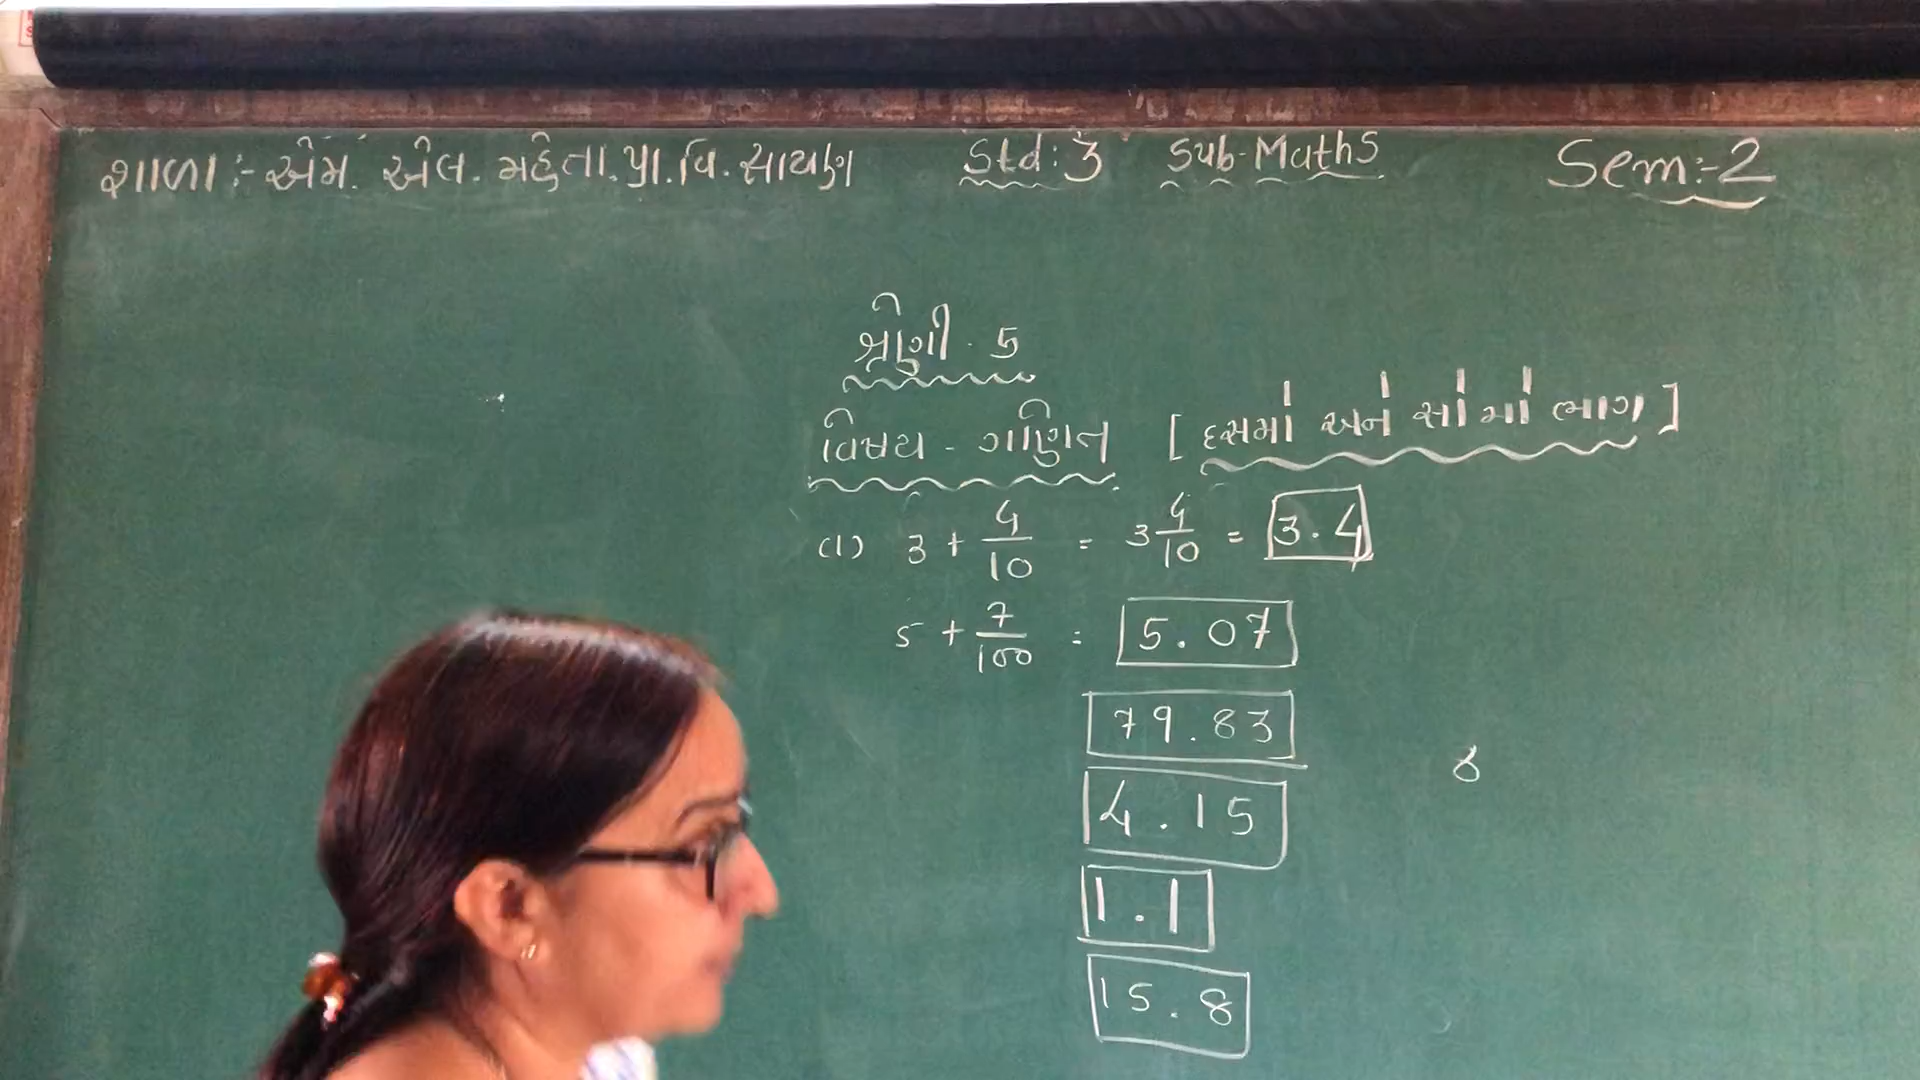 શાળા :- એમ. એલ. મહેતા. પ્રા. વિ. સાયણ Std: 3 Sub-Maths Sem:-2
શ્રેણી. 5
વિષય - ગણિત [દસમાં અને સોંમાં ભાગ]
(1) 3 + 4/10 = 3 4/10 = 3.4
5 + 7/100 = 5.07
79.83
4.15
1.1
15.8